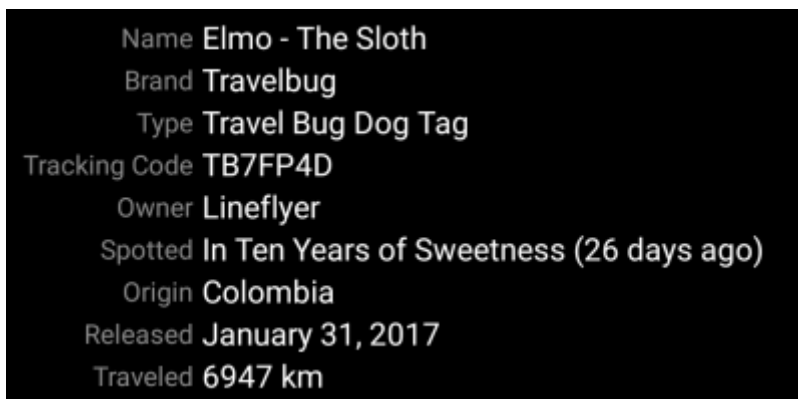 Name Elmo - The Sloth
Brand Travelbug
Type Travel Bug Dog Tag
Tracking Code TB7FP4D
Owner Lineflyer
Spotted In Ten Years of Sweetness (26 days ago)
Origin Colombia
Released January 31, 2017
Traveled 6947 km